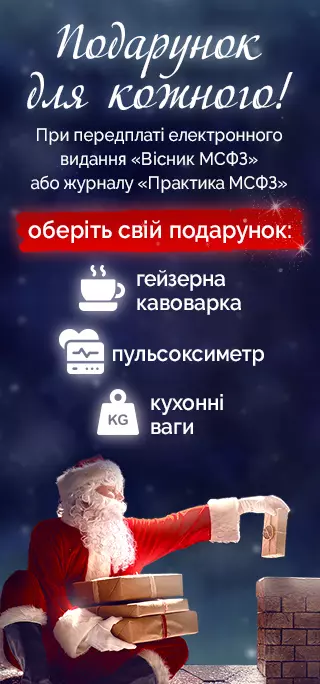 Подарунок
для кожного!
При передплаті електронного
видання «Вісник МСФЗ»
або журналу «Практика МСФЗ»
оберіть свій подарунок:
гейзерна
кавоварка
пульсоксиметр
KG
кухонні
ваги